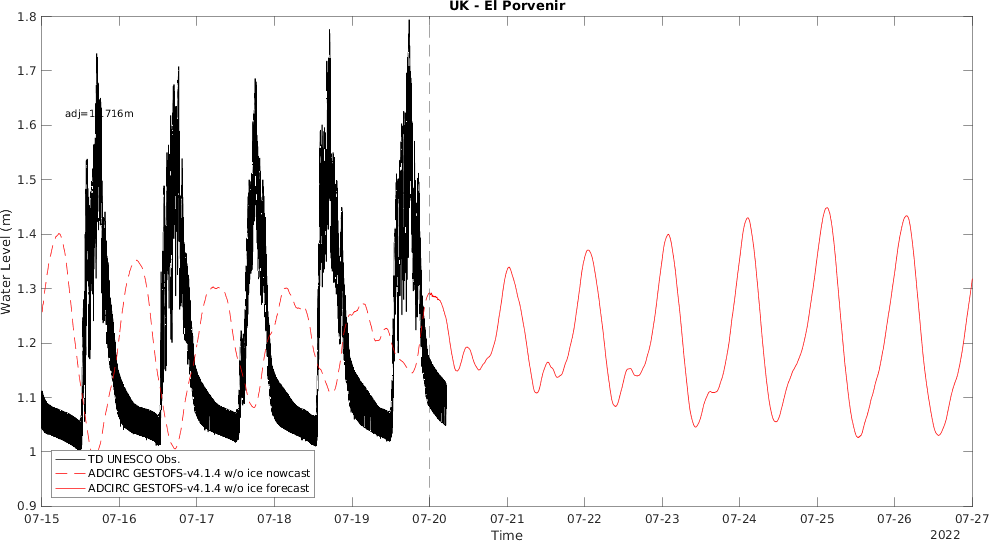 UK - El Porvenir
1.8
1.7
1.6
1.5
1.4
1.3
1.2
1.1
1
0.9
Water Level (m)
TD UNESCO Obs.
ADCIRC GESTOFS-v4.1.4 w/o ice nowcast
ADCIRC GESTOFS-v4.1.4 w/o ice forecast
07-15 07-16 07-17 07-18 07-19 07-20 07-21 07-22 07-23 07-24 07-25 07-26 07-27
Time
2022